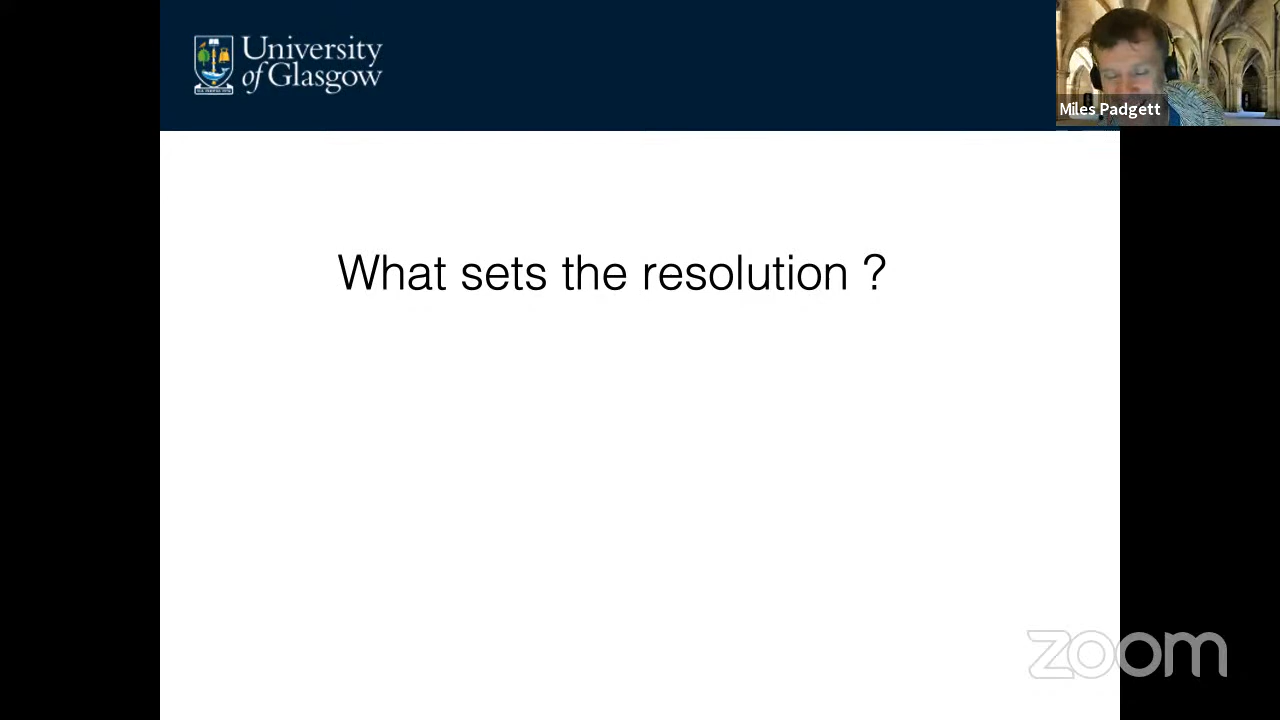 University
of Glasgow
Miles Padgett
What sets the resolution ?
zoom